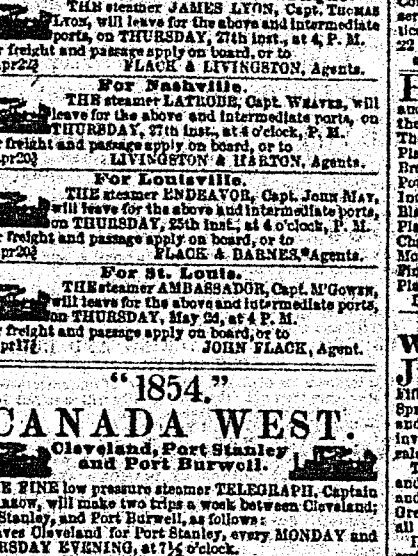 THE steamer JAMES LYON, Capt. THOMAS
LYON, will leave for the above and intermediate
ports, on THURSDAY, 27th inst., at 4, P. M.
freight and passage apply on board, or to
FLACK & LIVINGSTON, Agents.
For Nashville.
THE steamer LATROBE, Capt. WEAVER, will
leave for the above and intermediate ports, on
THURSDAY, 27th inst., at 4 o'clock, P. M.
freight and passage apply on board, or to
LIVINGSTON & HARTON, Agents.
For Louisville.
THE steamer ENDEAVOR, Capt. JOHN MAY,
will leave for the above and intermediate ports,
on THURSDAY, 25th inst., at 4 o'clock, P. M.
freight and passage apply on board, or to
FLACK & BARNES, Agents.
For St. Louis.
THE steamer AMBASSADOR, Capt. M'GOWEN,
will leave for the above and intermediate ports,
on THURSDAY, May 2d, at 4 P. M.
freight and passage apply on board, or to
JOHN FLACK, Agent.
"1854."
CANADA WEST.
Cleveland, Port Stanley
and Port Burwell.
FINE low pressure steamer TELEGRAPH, Captain
will make two trips a week between Cleveland;
Stanley, and Port Burwell, as follows:
Cleveland for Port Stanley, every MONDAY and
EVENING, at 7½ o'clock.